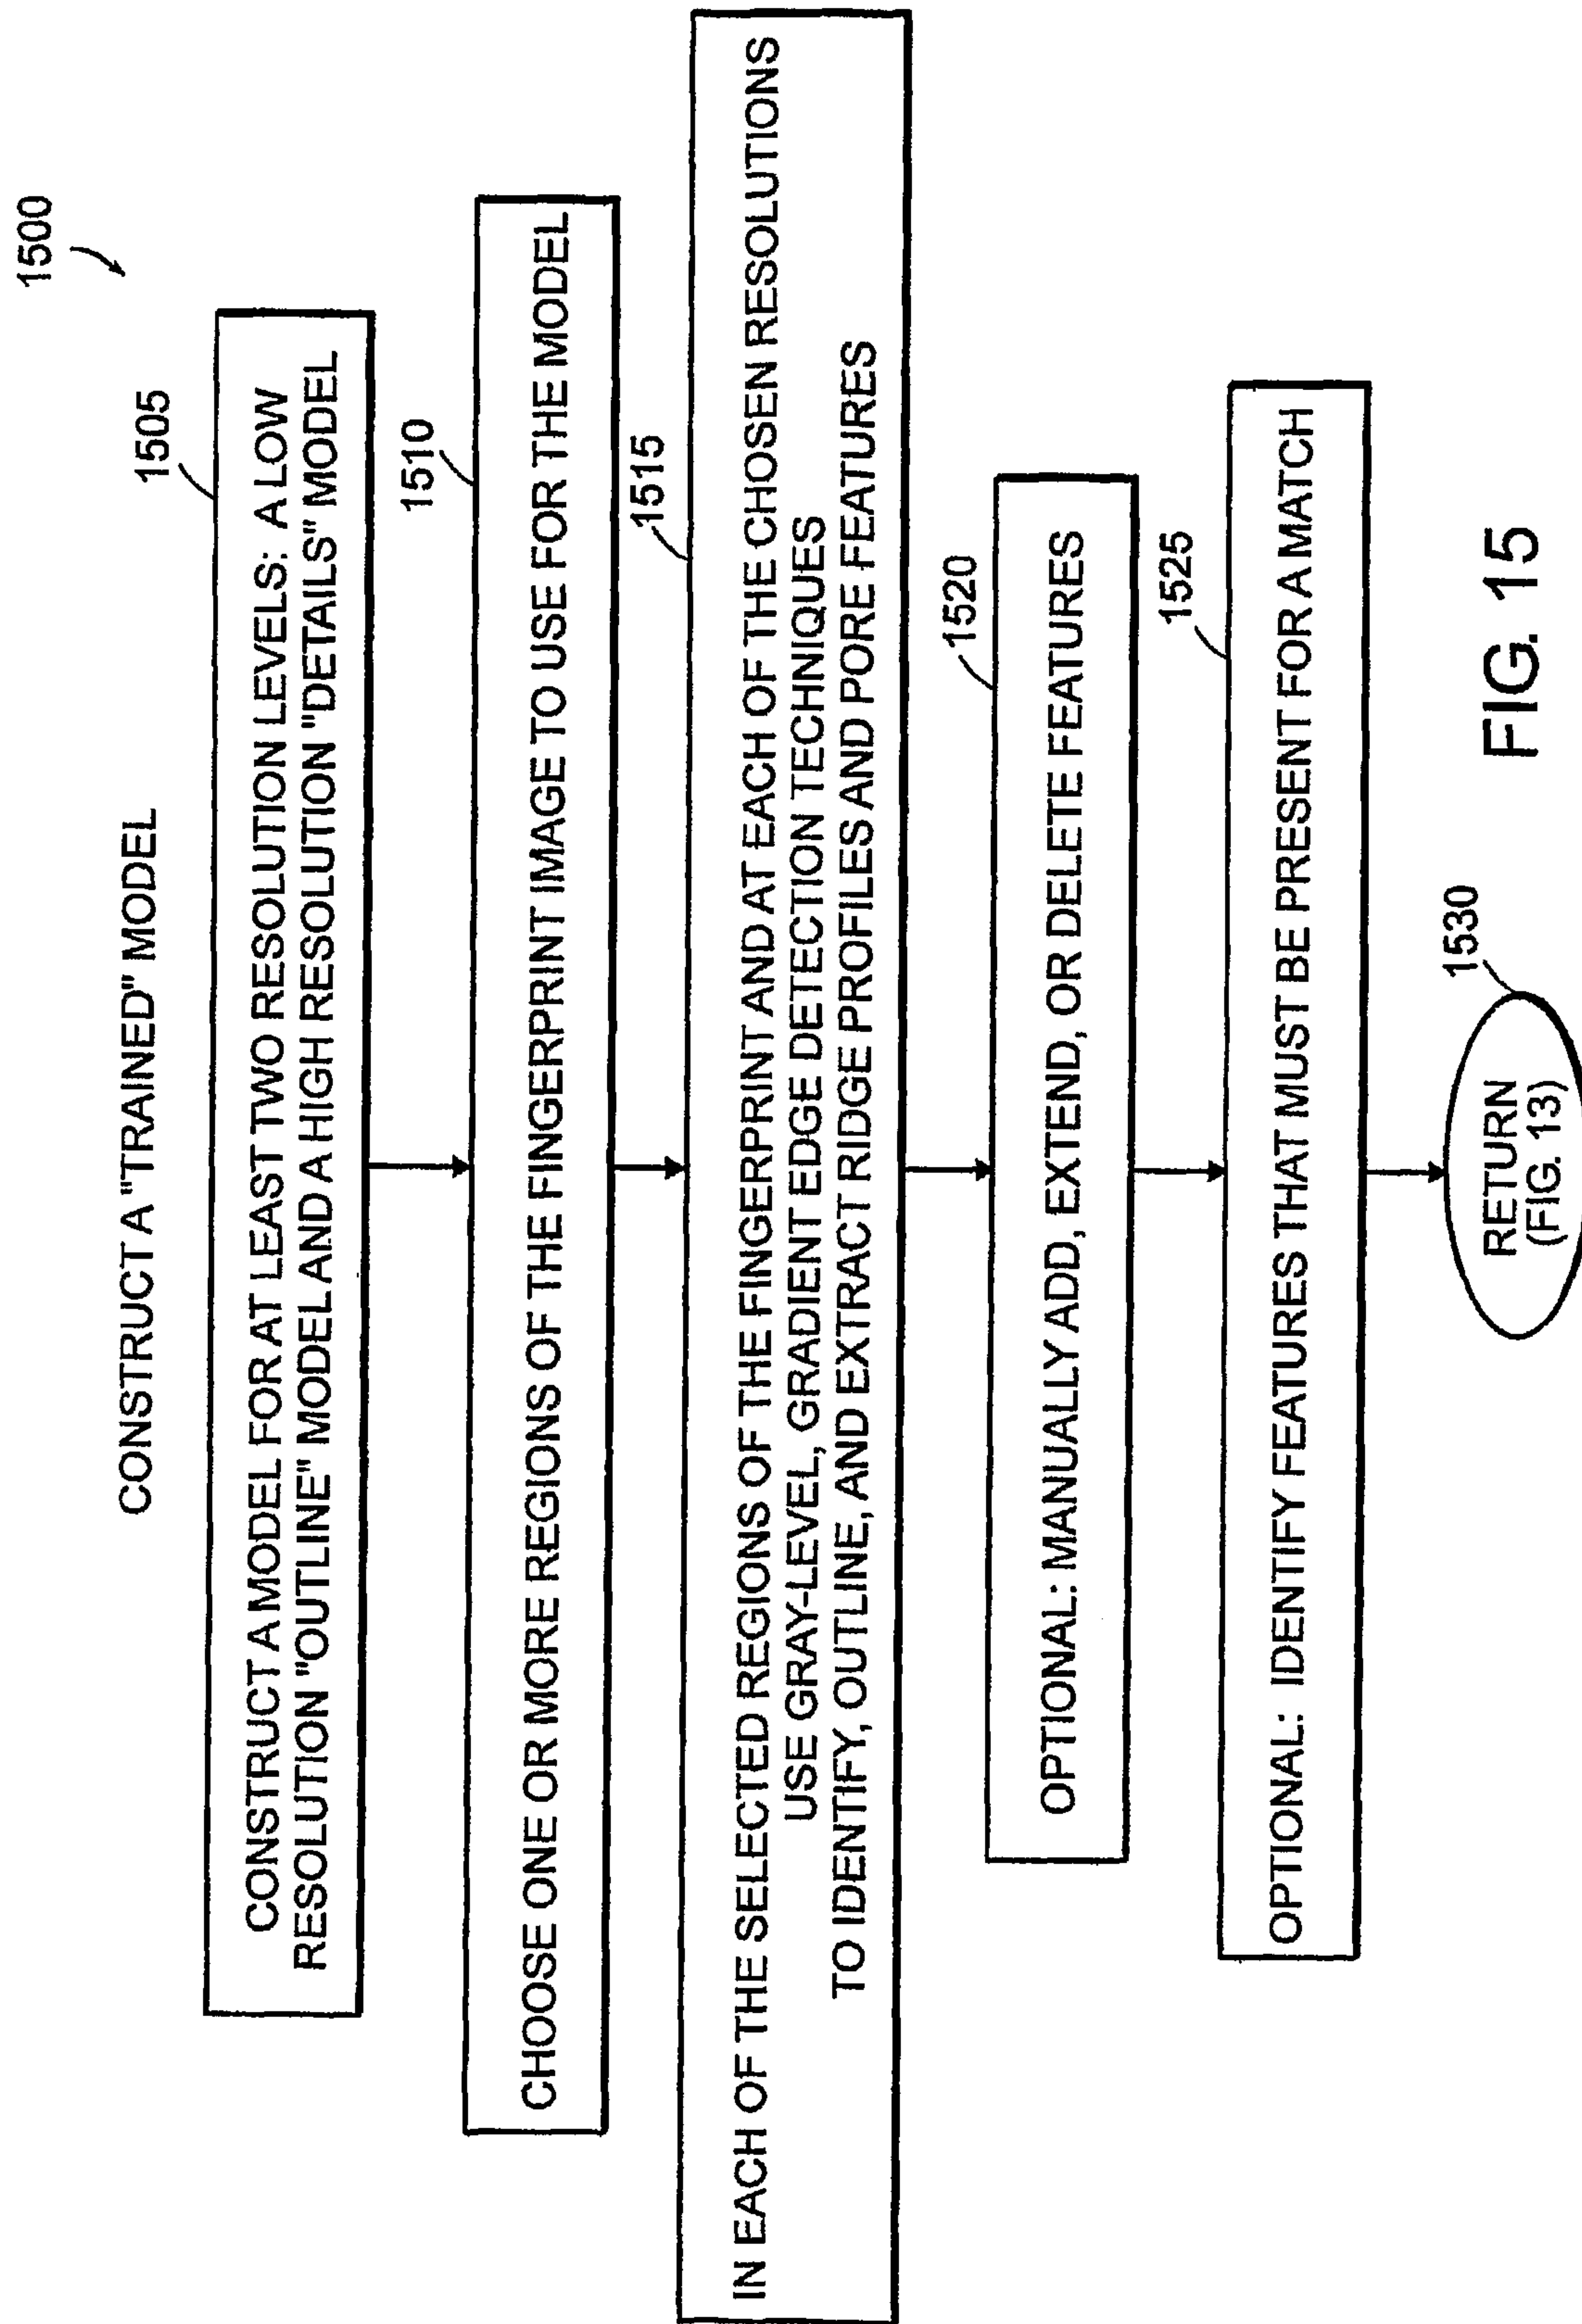 1500
CONSTRUCT A "TRAINED" MODEL
1505
CONSTRUCT A MODEL FOR AT LEAST TWO RESOLUTION LEVELS: A LOW
RESOLUTION "OUTLINE" MODEL AND A HIGH RESOLUTION "DETAILS" MODEL
1510
CHOOSE ONE OR MORE REGIONS OF THE FINGERPRINT IMAGE TO USE FOR THE MODEL
1515
IN EACH OF THE SELECTED REGIONS OF THE FINGERPRINT AND AT EACH OF THE CHOSEN RESOLUTIONS
USE GRAY-LEVEL, GRADIENT EDGE DETECTION TECHNIQUES
TO IDENTIFY, OUTLINE, AND EXTRACT RIDGE PROFILES AND PORE FEATURES
1520
OPTIONAL: MANUALLY ADD, EXTEND, OR DELETE FEATURES
1525
OPTIONAL: IDENTIFY FEATURES THAT MUST BE PRESENT FOR A MATCH
1530
RETURN
(FIG. 13)
FIG. 15